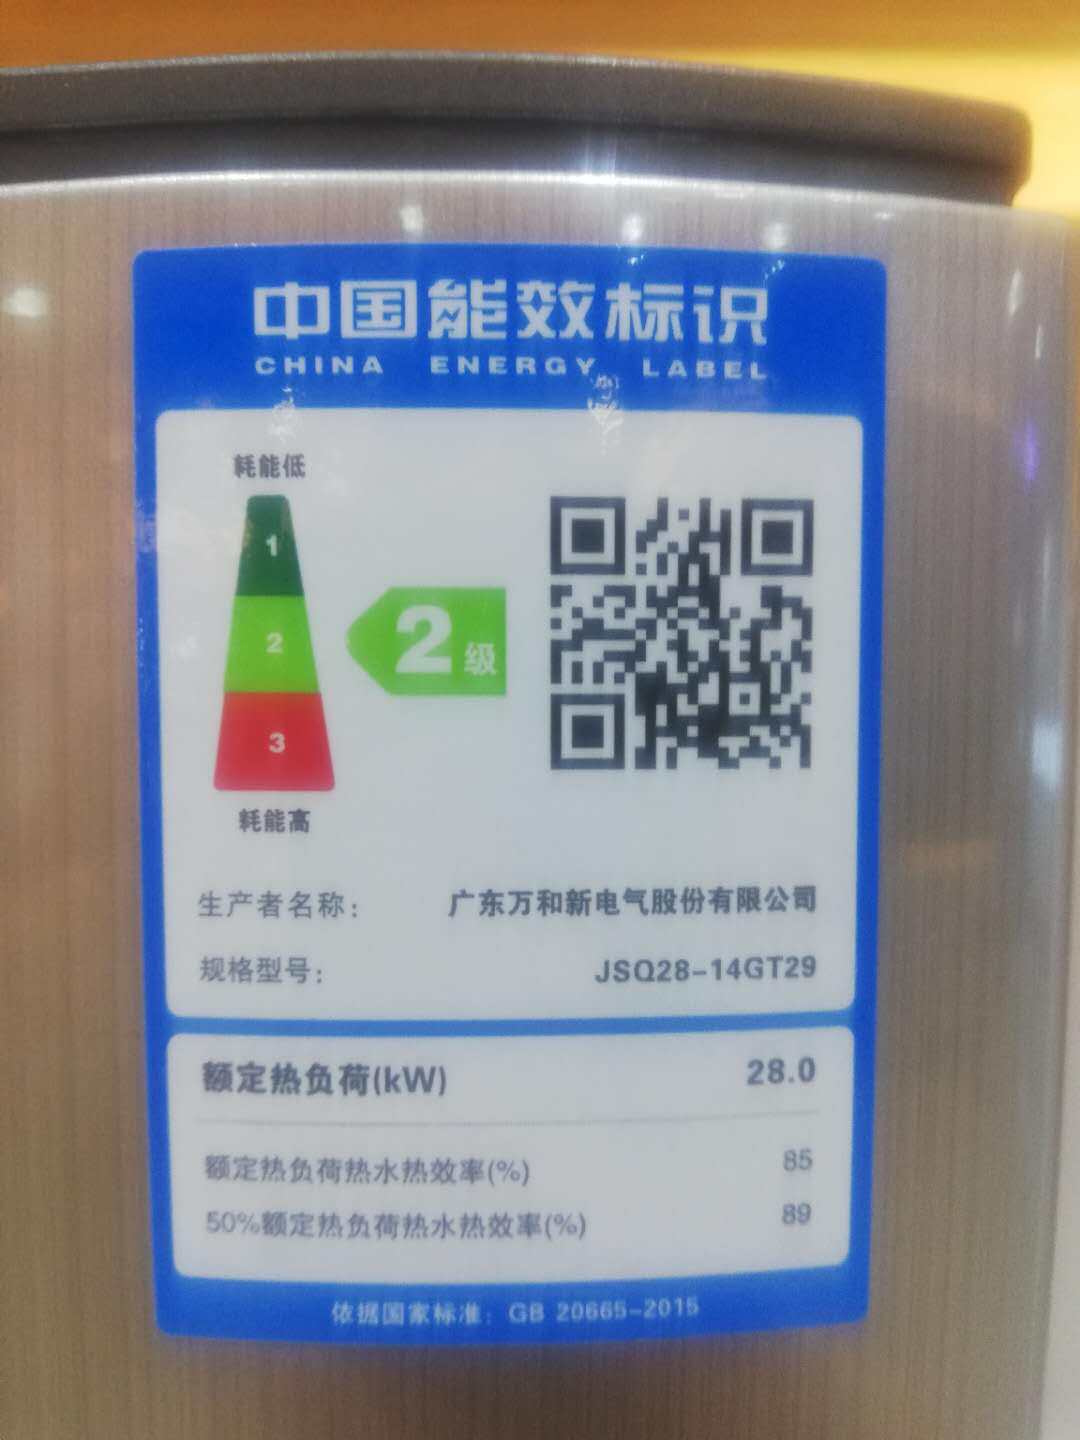 中国能效标识
CHINA ENERGY LABEL
耗能低
1
2
2级
3
耗能高
生产者名称： 广东万和新电气股份有限公司
规格型号： JSQ28-14GT29
额定热负荷(kW) 28.0
额定热负荷热水热效率(%) 85
50%额定热负荷热水热效率(%) 89
依据国家标准：GB 20665-2015